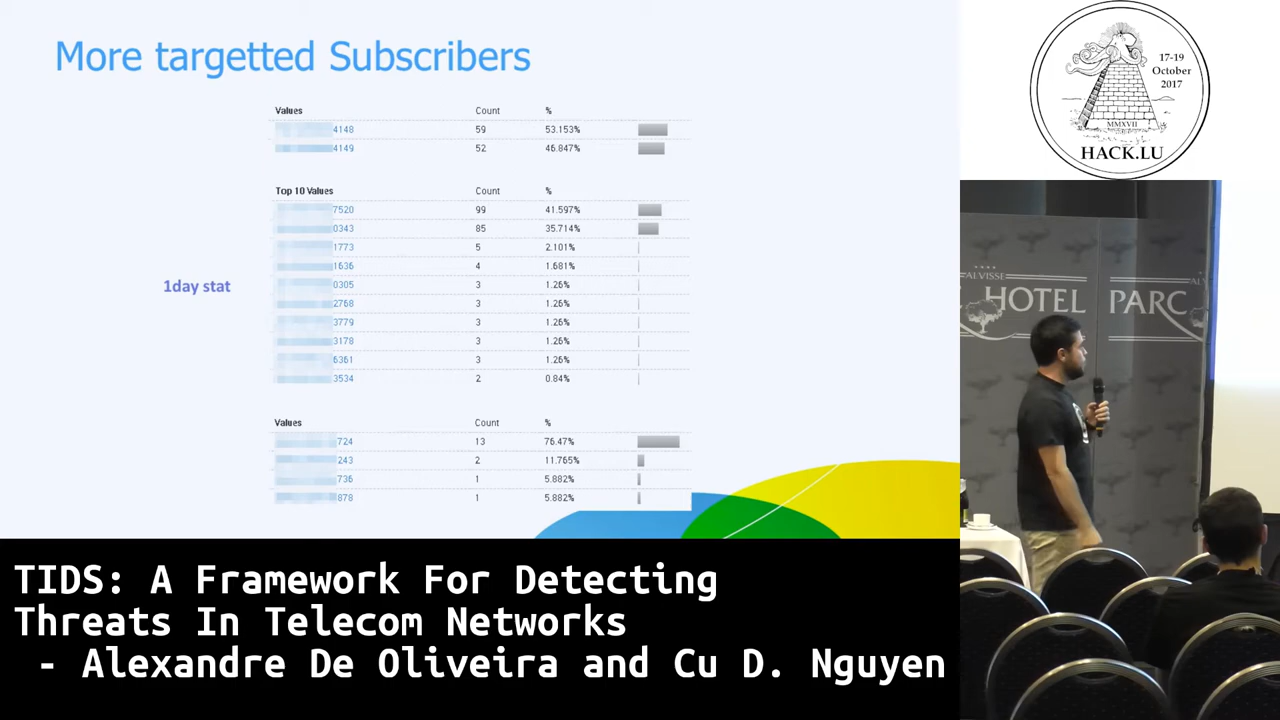 More targetted Subscribers
Values Count %
4148 59 53.153%
4149 52 46.847%
Top 10 Values Count %
7520 99 41.597%
0343 85 35.714%
1773 5 2.101%
1636 4 1.681%
0305 3 1.26%
2768 3 1.26%
3779 3 1.26%
3178 3 1.26%
6361 3 1.26%
3534 2 0.84%
1day stat
Values Count %
724 13 76.47%
243 2 11.765%
736 1 5.882%
878 1 5.882%
17-19
October
2017
MMXVII
HACK.LU
ALVISSE
HOTEL PARC
TIDS: A Framework For Detecting
Threats In Telecom Networks
- Alexandre De Oliveira and Cu D. Nguyen